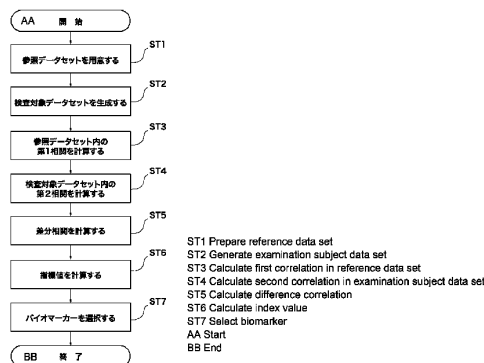 AA 開 始
ST1
参照データセットを用意する
ST2
検査対象データセットを生成する
ST3
参照データセット内の
第1相関を計算する
ST4
検査対象データセット内の
第2相関を計算する
ST5
差分相関を計算する
ST6
指標値を計算する
ST7
バイオマーカーを選択する
BB 終 了
ST1 Prepare reference data set
ST2 Generate examination subject data set
ST3 Calculate first correlation in reference data set
ST4 Calculate second correlation in examination subject data set
ST5 Calculate difference correlation
ST6 Calculate index value
ST7 Select biomarker
AA Start
BB End